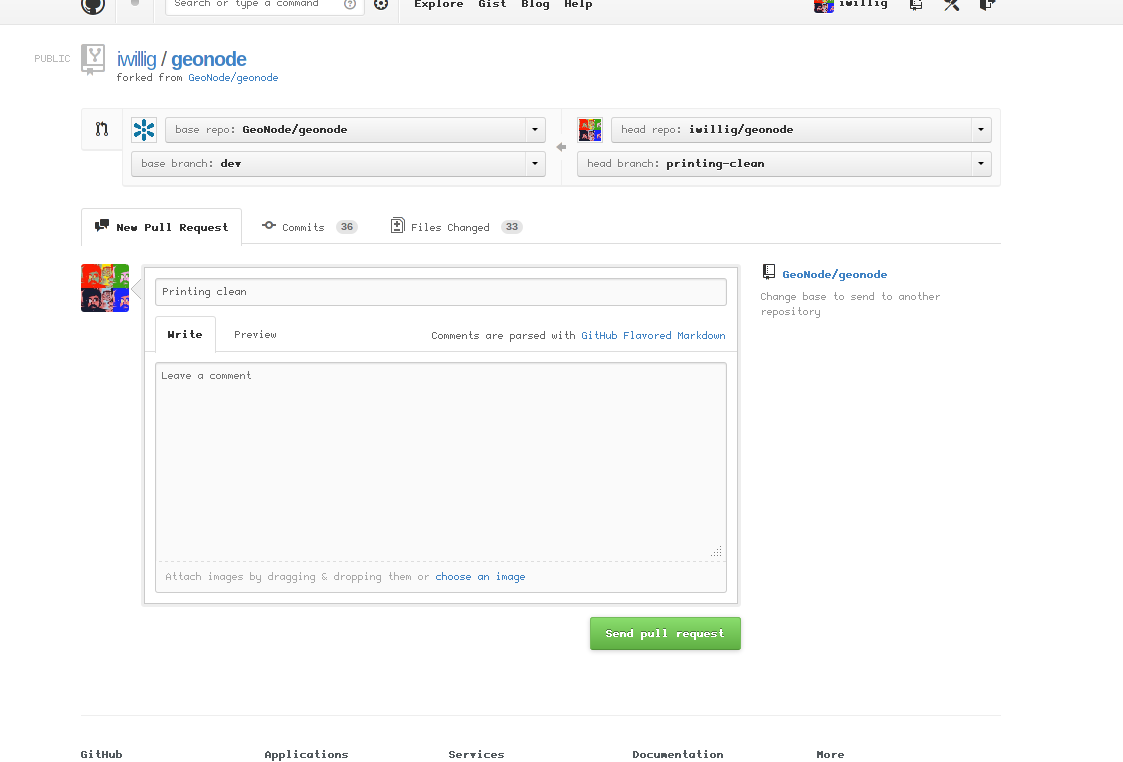 Search or type a command
Explore Gist Blog Help
iwillig
PUBLIC
iwillig / geonode
forked from GeoNode/geonode
base repo: GeoNode/geonode
head repo: iwillig/geonode
base branch: dev
head branch: printing-clean
New Pull Request
Commits 36
Files Changed 33
Printing clean
GeoNode/geonode
Change base to send to another
repository
Write
Preview
Comments are parsed with GitHub Flavored Markdown
Leave a comment
Attach images by dragging & dropping them or choose an image
Send pull request
GitHub
Applications
Services
Documentation
More